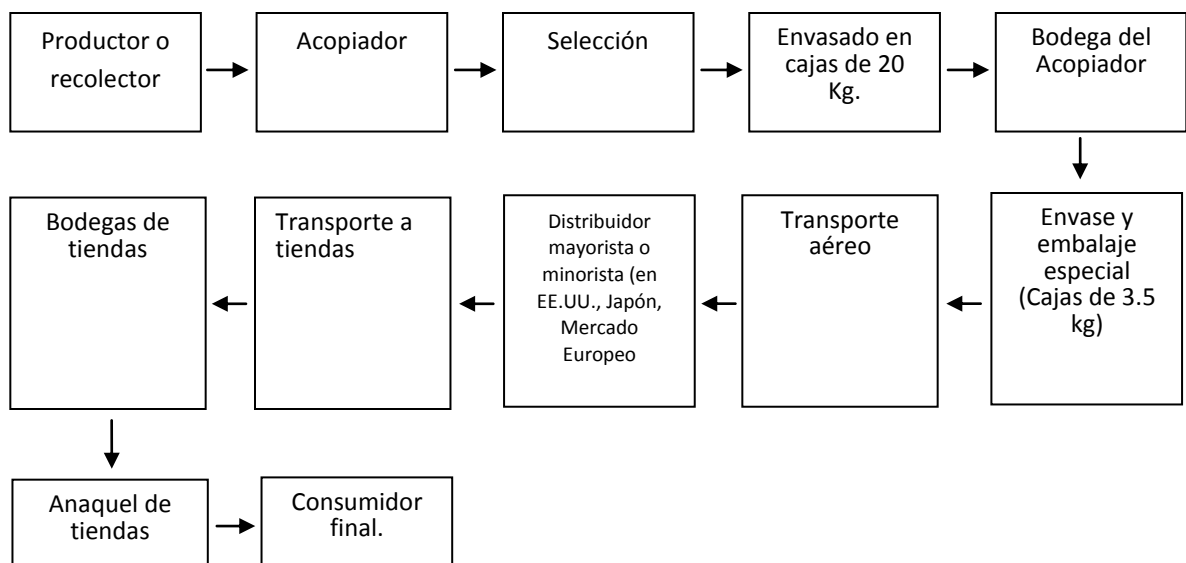 Productor o
recolector
Acopiador
Selección
Envasado en
cajas de 20
Kg.
Bodega del
Acopiador
Envase y
embalaje
especial
(Cajas de 3.5
kg)
Transporte
aéreo
Distribuidor
mayorista o
minorista (en
EE.UU., Japón,
Mercado
Europeo
Transporte a
tiendas
Bodegas de
tiendas
Anaquel de
tiendas
Consumidor
final.